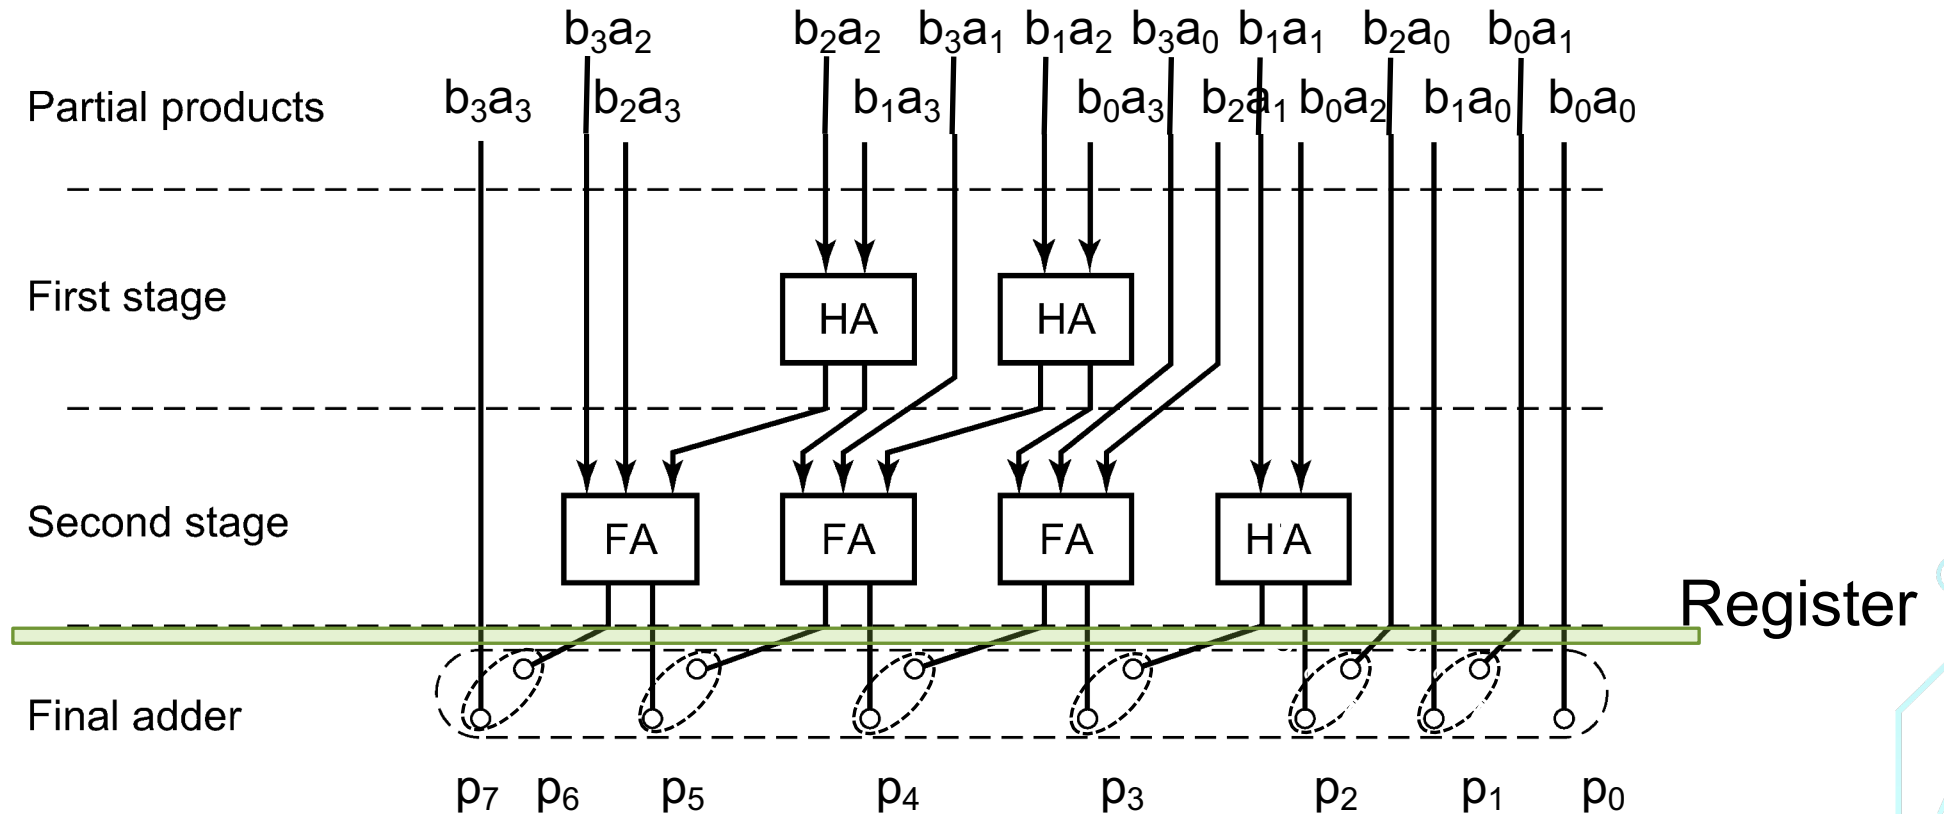 b₃a₂ b₂a₂ b₃a₁ b₁a₂ b₃a₀ b₁a₁ b₂a₀ b₀a₁
Partial products b₃a₃ b₂a₃ b₁a₃ b₀a₃ b₂a₁ b₀a₂ b₁a₀ b₀a₀
First stage HA HA
Second stage FA FA FA HA
Register
Final adder
p₇ p₆ p₅ p₄ p₃ p₂ p₁ p₀